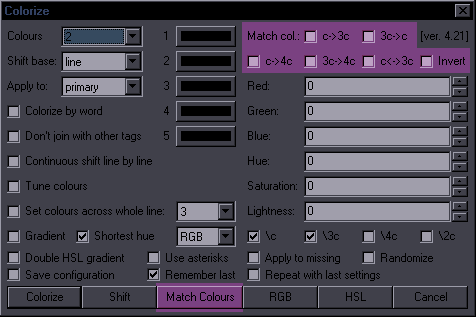 Colorize
Colours 2 1 Match col.: c->3c 3c->c [ver. 4.21]
Shift base: line 2 c->4c 3c->4c c<->3c Invert
Apply to: primary 3 Red: 0
Colorize by word 4 Green: 0
Don't join with other tags 5 Blue: 0
Continuous shift line by line Hue: 0
Tune colours Saturation: 0
Set colours across whole line: 3 Lightness: 0
Gradient Shortest hue RGB \c \3c \4c \2c
Double HSL gradient Use asterisks Apply to missing Randomize
Save configuration Remember last Repeat with last settings
Colorize Shift Match Colours RGB HSL Cancel